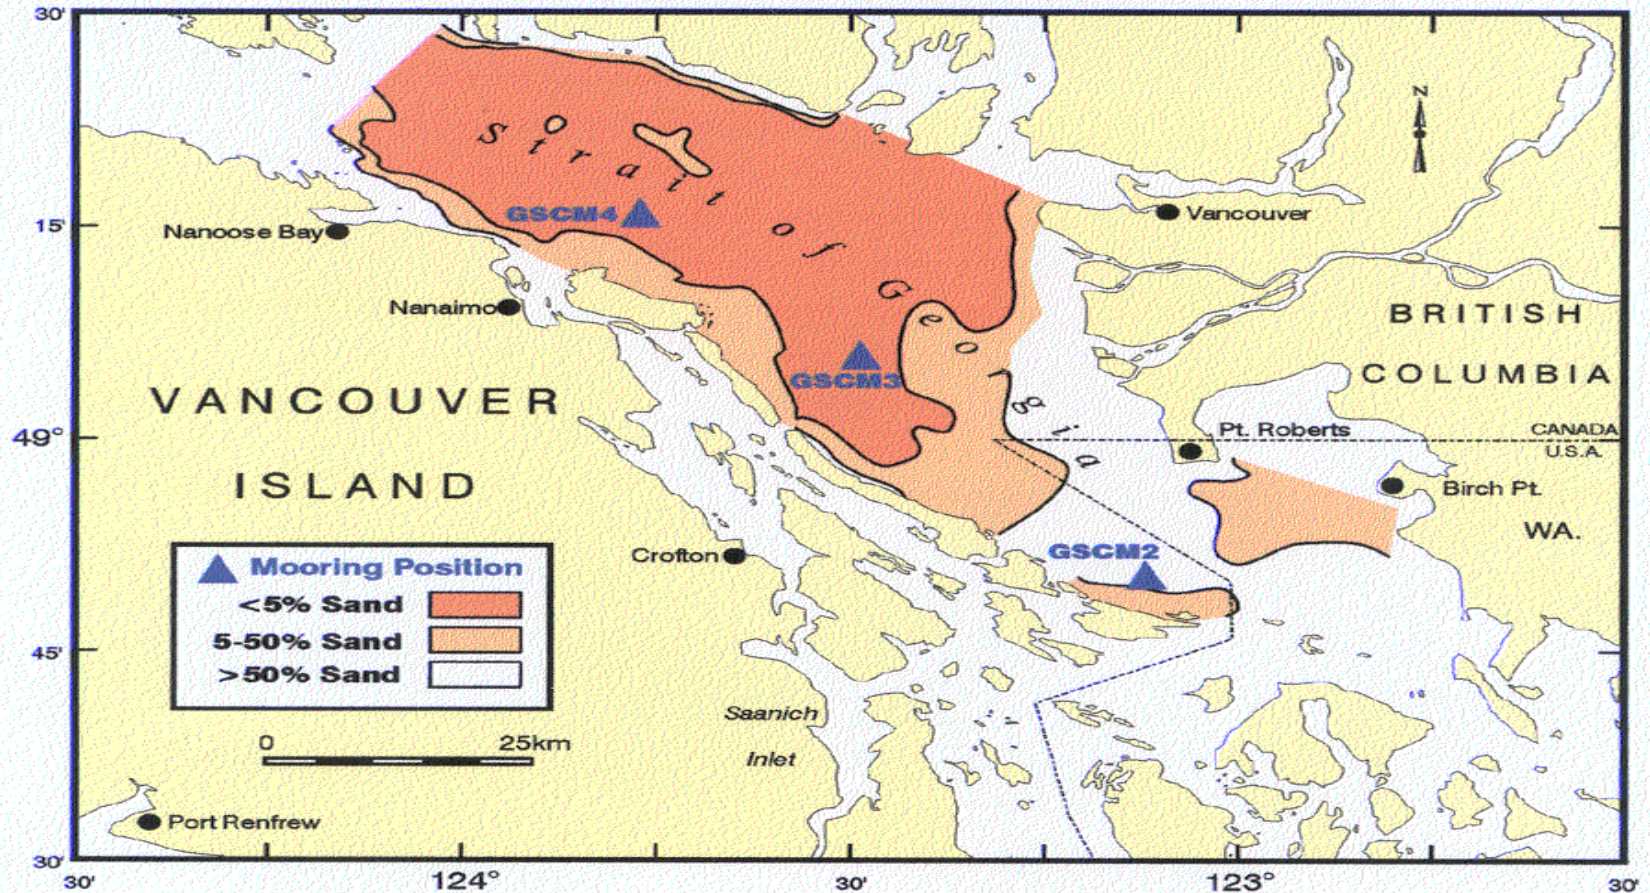 30'
N
Strait of Georgia
GSCM4
15'
Vancouver
Nanoose Bay
Nanaimo
BRITISH
COLUMBIA
GSCM3
VANCOUVER
ISLAND
49°
Pt. Roberts
CANADA
U.S.A.
Birch Pt.
WA.
GSCM2
Crofton
Mooring Position
<5% Sand
5-50% Sand
>50% Sand
45'
Saanich
Inlet
0 25km
Port Renfrew
30'
30' 124° 30' 123° 30'